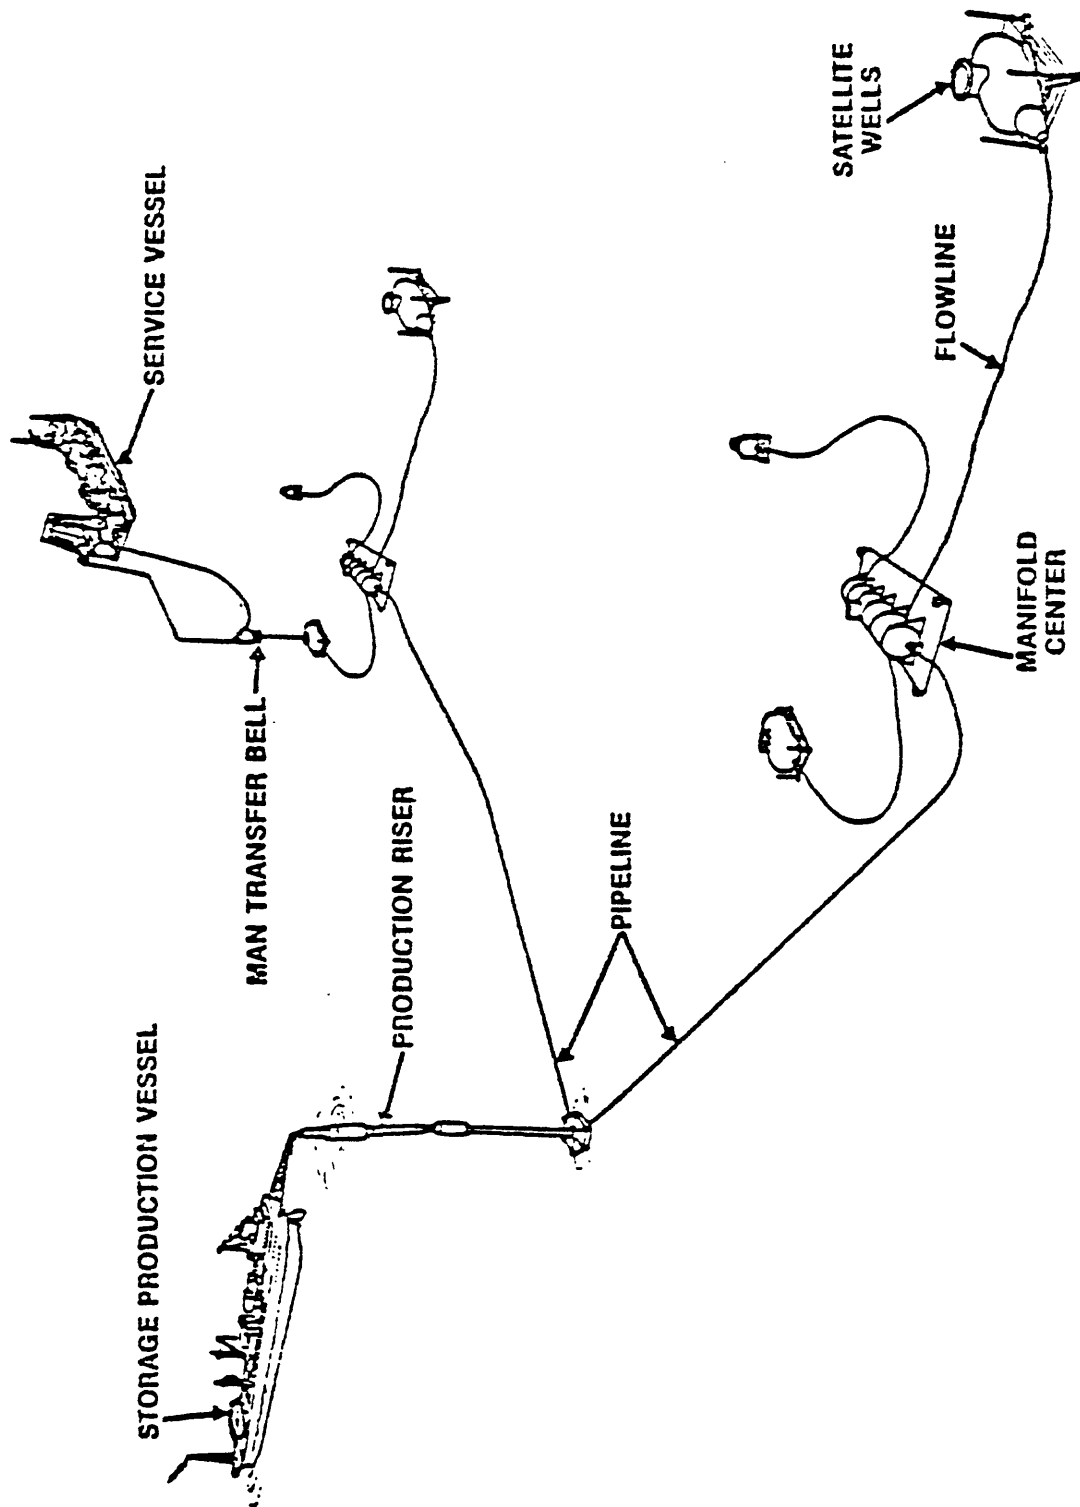 STORAGE PRODUCTION VESSEL
SERVICE VESSEL
MAN TRANSFER BELL
PRODUCTION RISER
PIPELINE
SATELLITE
WELLS
FLOWLINE
MANIFOLD
CENTER